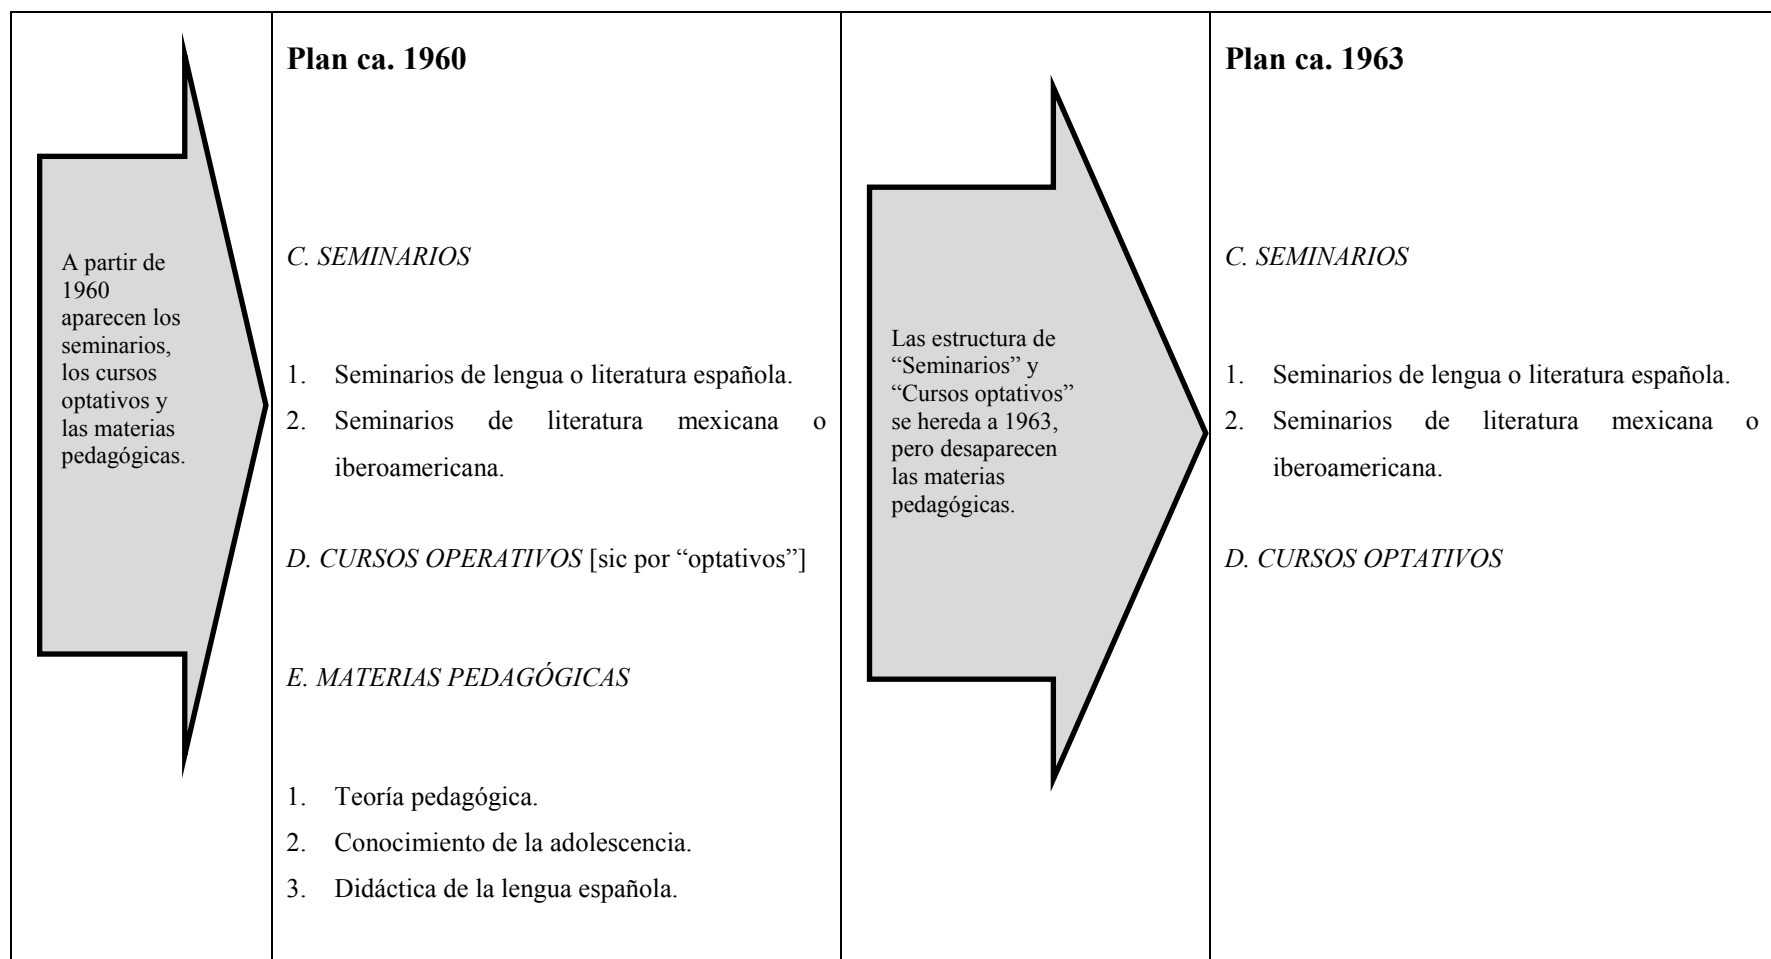 A partir de
1960
aparecen los
seminarios,
los cursos
optativos y
las materias
pedagógicas.
Plan ca. 1960
C. SEMINARIOS
1. Seminarios de lengua o literatura española.
2. Seminarios de literatura mexicana o
iberoamericana.
D. CURSOS OPERATIVOS [sic por “optativos”]
E. MATERIAS PEDAGÓGICAS
1. Teoría pedagógica.
2. Conocimiento de la adolescencia.
3. Didáctica de la lengua española.
Las estructura de
“Seminarios” y
“Cursos optativos”
se hereda a 1963,
pero desaparecen
las materias
pedagógicas.
Plan ca. 1963
C. SEMINARIOS
1. Seminarios de lengua o literatura española.
2. Seminarios de literatura mexicana o
iberoamericana.
D. CURSOS OPTATIVOS